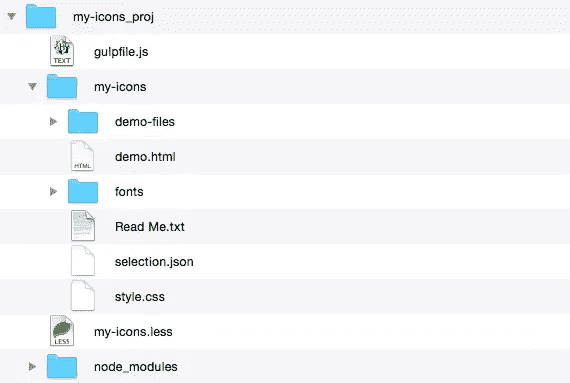 my-icons_proj
TEXT
gulpfile.js
my-icons
demo-files
HTML
demo.html
fonts
Read Me.txt
selection.json
style.css
LESS
my-icons.less
node_modules